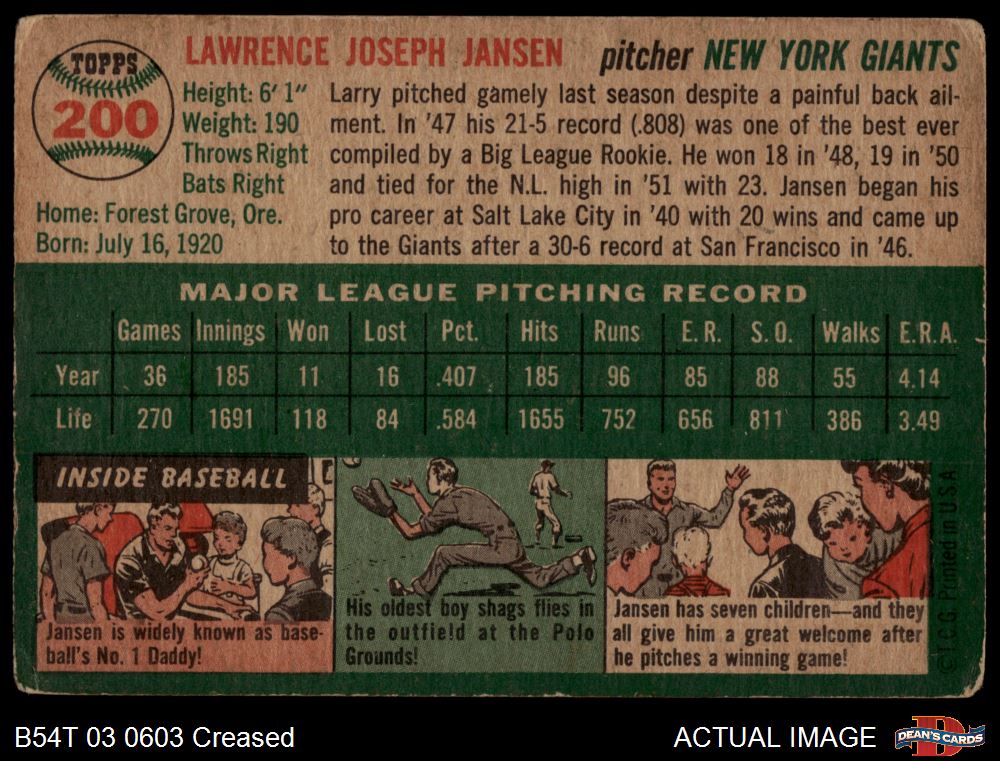 TOPPS
200
LAWRENCE JOSEPH JANSEN pitcher NEW YORK GIANTS
Height: 6' 1"
Weight: 190
Throws Right
Bats Right
Home: Forest Grove, Ore.
Born: July 16, 1920
Larry pitched gamely last season despite a painful back ail-
ment. In '47 his 21-5 record (.808) was one of the best ever
compiled by a Big League Rookie. He won 18 in '48, 19 in '50
and tied for the N.L. high in '51 with 23. Jansen began his
pro career at Salt Lake City in '40 with 20 wins and came up
to the Giants after a 30-6 record at San Francisco in '46.
MAJOR LEAGUE PITCHING RECORD
Games Innings Won Lost Pct. Hits Runs E. R. S. O. Walks E.R.A.
Year 36 185 11 16 .407 185 96 85 88 55 4.14
Life 270 1691 118 84 .584 1655 752 656 811 386 3.49
INSIDE BASEBALL
Jansen is widely known as base-
ball's No. 1 Daddy!
His oldest boy shags flies in
the outfield at the Polo
Grounds!
Jansen has seven children—and they
all give him a great welcome after
he pitches a winning game!
© T.C.G. Printed in U.S.A.
B54T 03 0603 Creased
ACTUAL IMAGE
DEAN'S CARDS